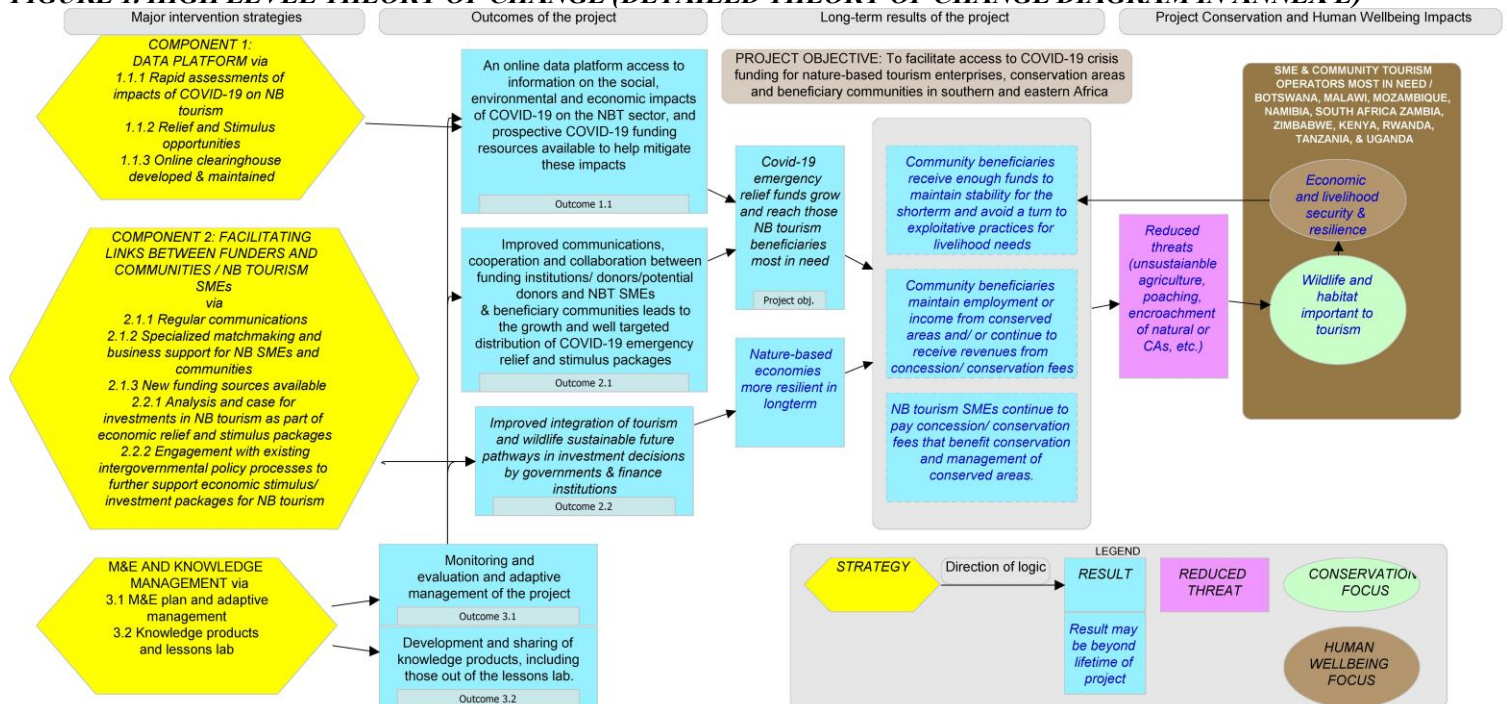 FIGURE 1. HIGH LEVEL THEORY OF CHANGE (DETAILED THEORY OF CHANGE DIAGRAM IN ANNEX E)
Major intervention strategies
Outcomes of the project
Long-term results of the project
Project Conservation and Human Wellbeing Impacts
COMPONENT 1:
DATA PLATFORM via
1.1.1 Rapid assessments of
impacts of COVID-19 on NB
tourism
1.1.2 Relief and Stimulus
opportunities
1.1.3 Online clearinghouse
developed & maintained
COMPONENT 2: FACILITATING
LINKS BETWEEN FUNDERS AND
COMMUNITIES / NB TOURISM
SMEs
via
2.1.1 Regular communications
2.1.2 Specialized matchmaking and
business support for NB SMEs and
communities
2.1.3 New funding sources available
2.2.1 Analysis and case for
investments in NB tourism as part of
economic relief and stimulus packages
2.2.2 Engagement with existing
intergovernmental policy processes to
further support economic stimulus/
investment packages for NB tourism
M&E AND KNOWLEDGE
MANAGEMENT via
3.1 M&E plan and adaptive
management
3.2 Knowledge products
and lessons lab
An online data platform access to
information on the social,
environmental and economic impacts
of COVID-19 on the NBT sector, and
prospective COVID-19 funding
resources available to help mitigate
these impacts
Outcome 1.1
Improved communications,
cooperation and collaboration between
funding institutions/ donors/potential
donors and NBT SMEs
& beneficiary communities leads to
the growth and well targeted
distribution of COVID-19 emergency
relief and stimulus packages
Outcome 2.1
Improved integration of tourism
and wildlife sustainable future
pathways in investment decisions
by governments & finance
institutions
Outcome 2.2
Monitoring and
evaluation and adaptive
management of the project
Outcome 3.1
Development and sharing of
knowledge products, including
those out of the lessons lab.
Outcome 3.2
PROJECT OBJECTIVE: To facilitate access to COVID-19 crisis
funding for nature-based tourism enterprises, conservation areas
and beneficiary communities in southern and eastern Africa
Covid-19
emergency
relief funds grow
and reach those
NB tourism
beneficiaries
most in need
Project obj.
Nature-based
economies
more resilient in
longterm
Community beneficiaries
receive enough funds to
maintain stability for the
shorterm and avoid a turn to
exploitative practices for
livelihood needs
Community beneficiaries
maintain employment or
income from conserved
areas and/ or continue to
receive revenues from
concession/ conservation fees
NB tourism SMEs continue to
pay concession/ conservation
fees that benefit conservation
and management of
conserved areas.
Reduced
threats
(unsustaianble
agriculture,
poaching,
encroachment
of natural or
CAs, etc.)
SME & COMMUNITY TOURISM
OPERATORS MOST IN NEED /
BOTSWANA, MALAWI, MOZAMBIQUE,
NAMIBIA, SOUTH AFRICA ZAMBIA,
ZIMBABWE, KENYA, RWANDA,
TANZANIA, & UGANDA
Economic
and livelihood
security &
resilience
Wildlife and
habitat
important to
tourism
LEGEND
STRATEGY
Direction of logic
RESULT
Result may
be beyond
lifetime of
project
REDUCED
THREAT
CONSERVATION
FOCUS
HUMAN
WELLBEING
FOCUS